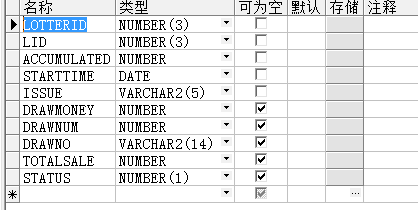 名称 类型 可为空 默认 存储 注释
LOTTERID NUMBER(3)
LID NUMBER(3)
ACCUMULATED NUMBER
STARTTIME DATE
ISSUE VARCHAR2(5)
DRAWMONEY NUMBER
DRAWNUM NUMBER
DRAWNO VARCHAR2(14)
TOTALSALE NUMBER
STATUS NUMBER(1)
* ...